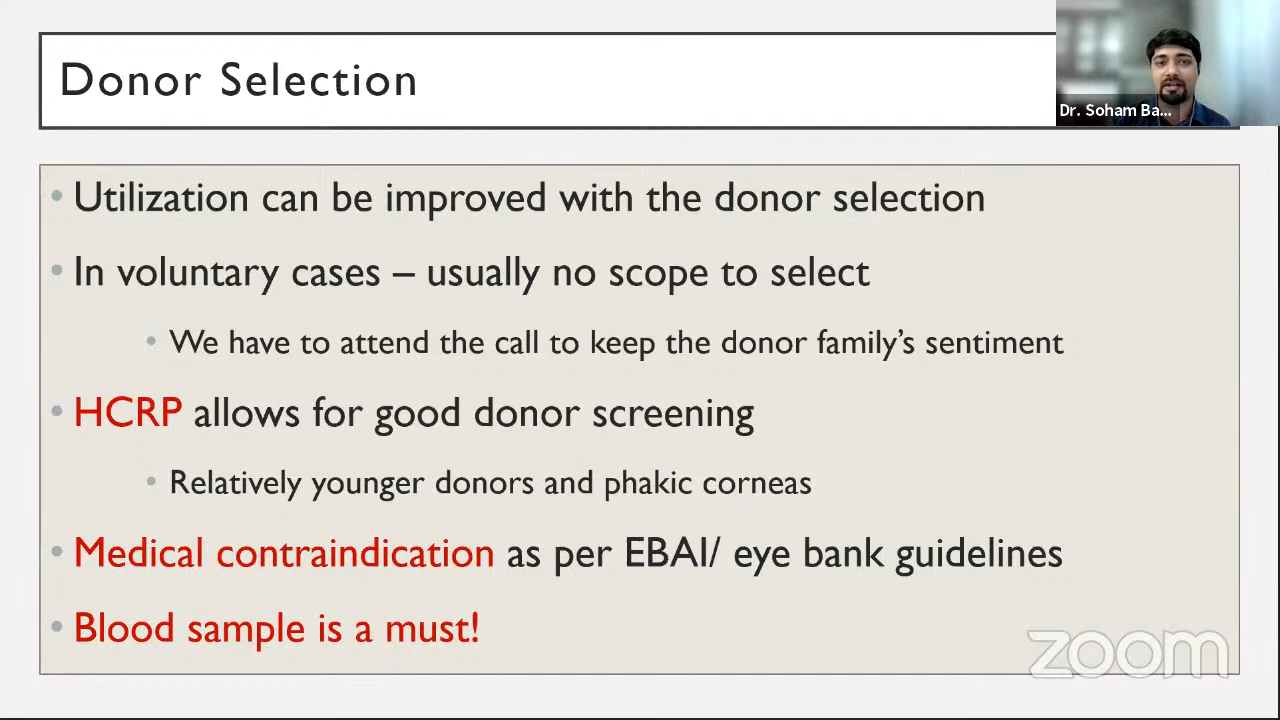 Donor Selection
Dr. Soham Ba...
• Utilization can be improved with the donor selection
• In voluntary cases – usually no scope to select
• We have to attend the call to keep the donor family's sentiment
• HCRP allows for good donor screening
• Relatively younger donors and phakic corneas
• Medical contraindication as per EBAI/ eye bank guidelines
• Blood sample is a must!
zoom